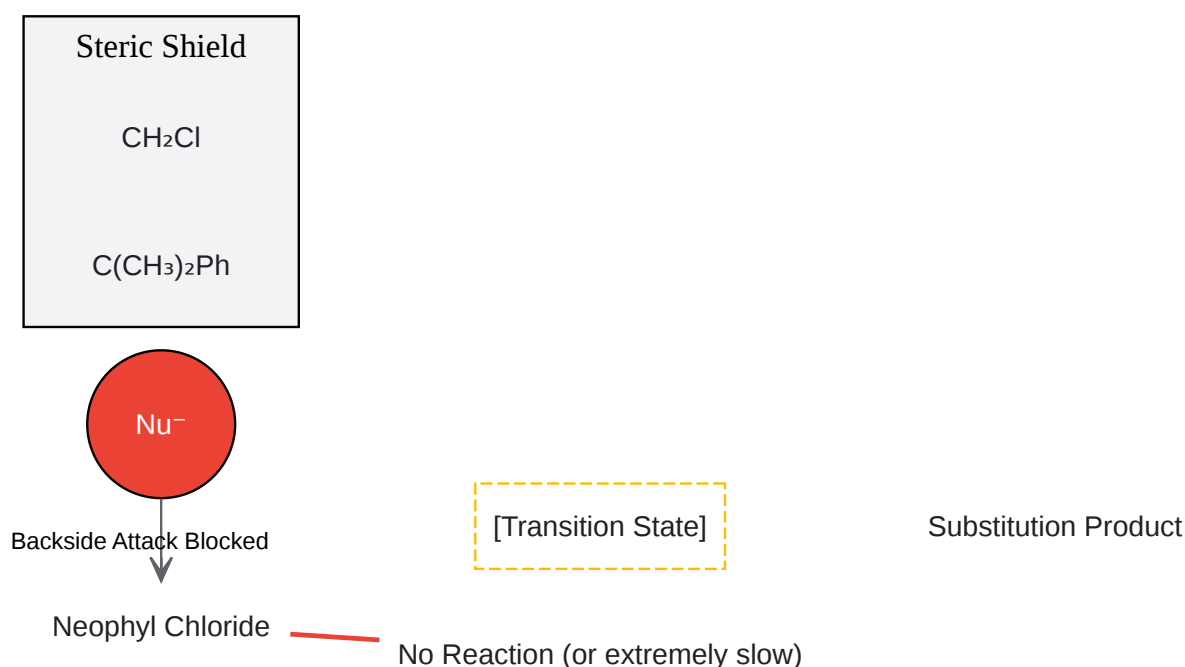 Steric Shield
CH₂Cl
C(CH₃)₂Ph
Nu⁻
[Transition State]
Substitution Product
Backside Attack Blocked
Neophyl Chloride
No Reaction (or extremely slow)